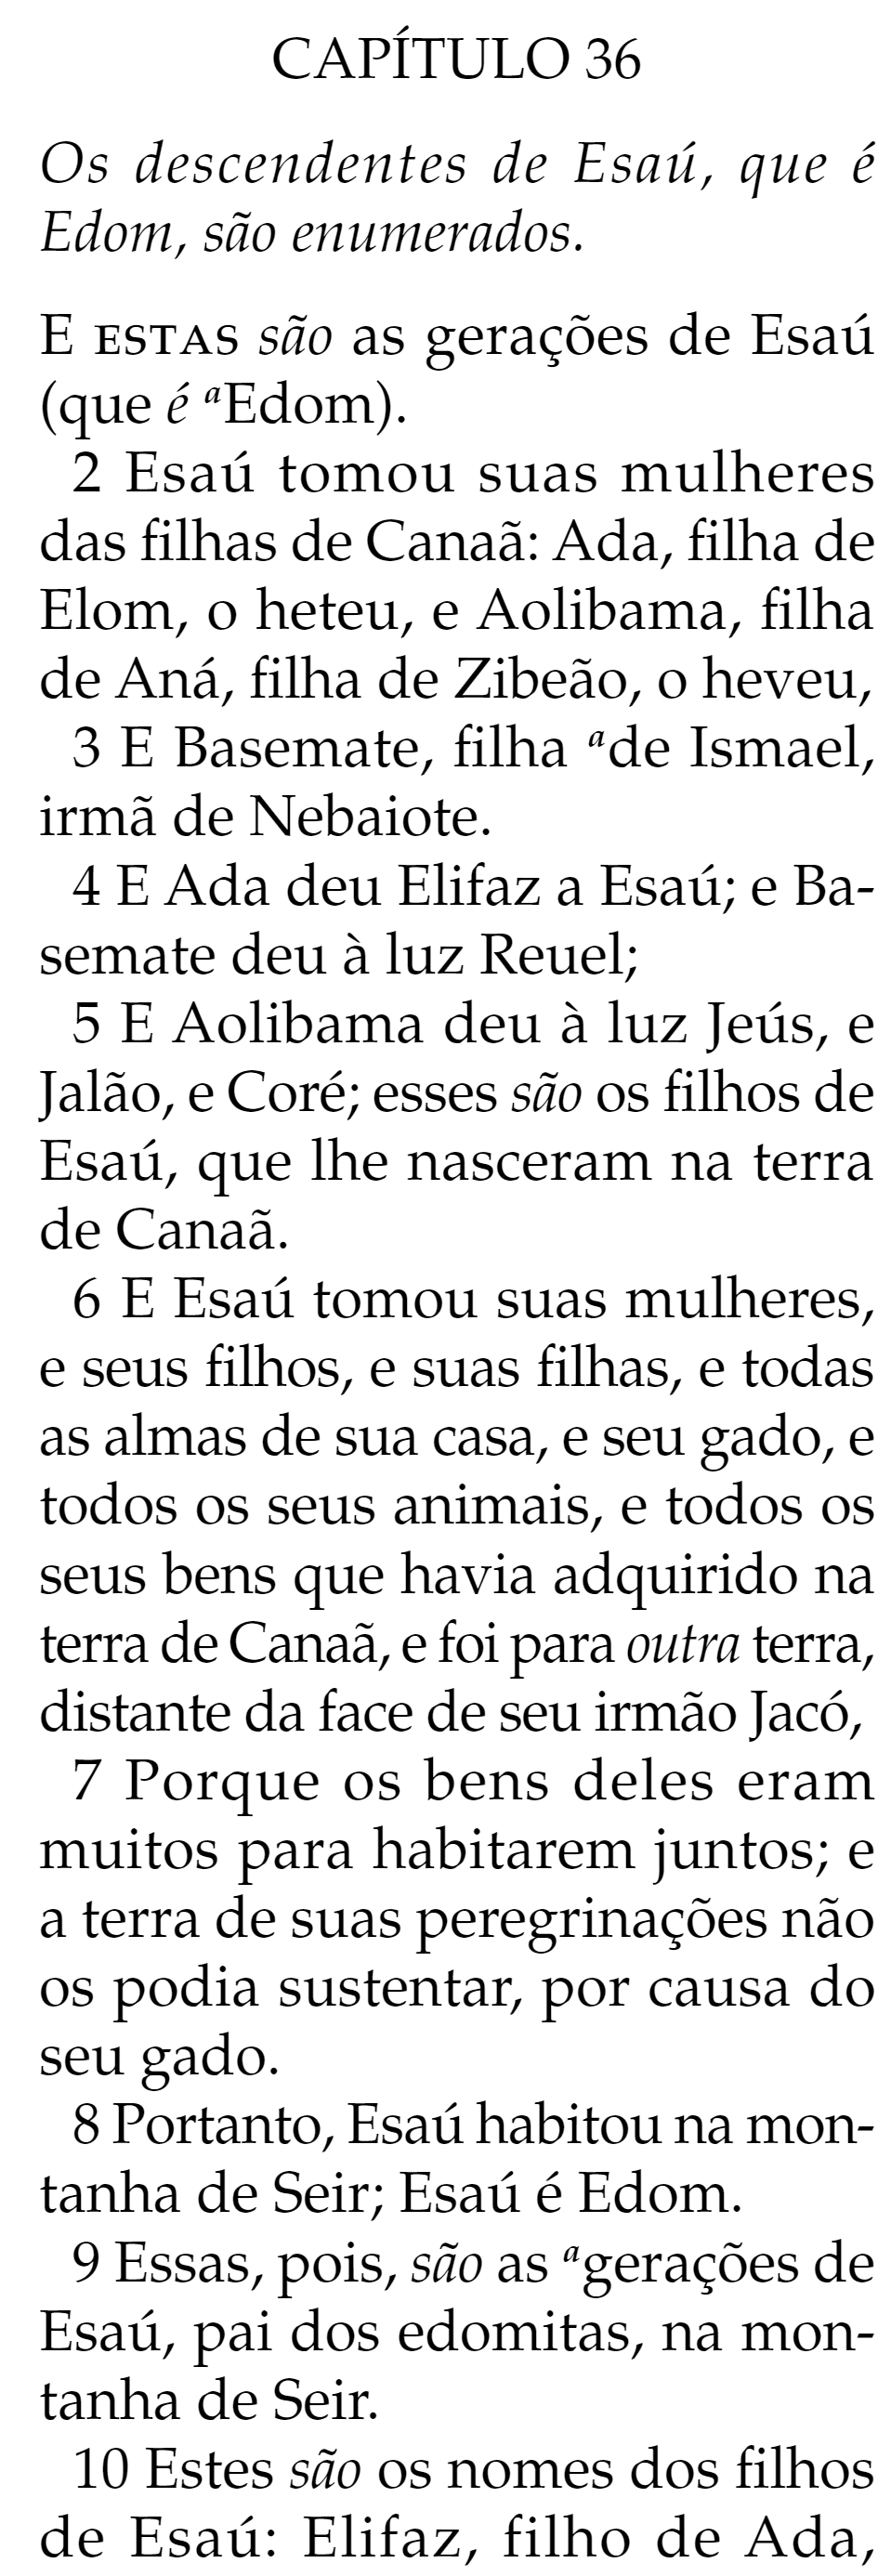 CAPÍTULO 36
Os descendentes de Esaú, que é
Edom, são enumerados.
E ESTAS são as gerações de Esaú
(que é ᵃEdom).
2 Esaú tomou suas mulheres
das filhas de Canaã: Ada, filha de
Elom, o heteu, e Aolibama, filha
de Aná, filha de Zibeão, o heveu,
3 E Basemate, filha ᵃde Ismael,
irmã de Nebaiote.
4 E Ada deu Elifaz a Esaú; e Ba-
semate deu à luz Reuel;
5 E Aolibama deu à luz Jeús, e
Jalão, e Coré; esses são os filhos de
Esaú, que lhe nasceram na terra
de Canaã.
6 E Esaú tomou suas mulheres,
e seus filhos, e suas filhas, e todas
as almas de sua casa, e seu gado, e
todos os seus animais, e todos os
seus bens que havia adquirido na
terra de Canaã, e foi para outra terra,
distante da face de seu irmão Jacó,
7 Porque os bens deles eram
muitos para habitarem juntos; e
a terra de suas peregrinações não
os podia sustentar, por causa do
seu gado.
8 Portanto, Esaú habitou na mon-
tanha de Seir; Esaú é Edom.
9 Essas, pois, são as ᵃgerações de
Esaú, pai dos edomitas, na mon-
tanha de Seir.
10 Estes são os nomes dos filhos
de Esaú: Elifaz, filho de Ada,